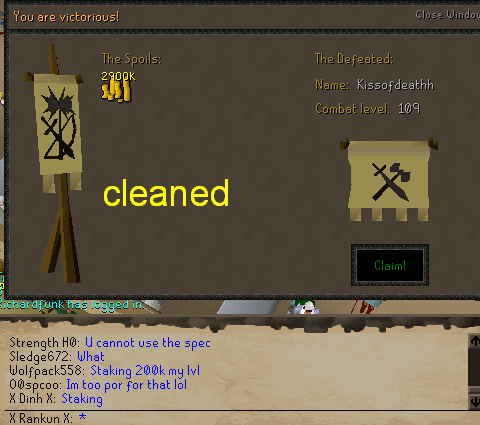 You are victorious!
Close Window
The Spoils:
2900K
The Defeated:
Name: Kissofdeathh
Combat level: 109
cleaned
Claim!
richardfunk has logged in.
Strength H0: U cannot use the spec
Sledge672: What
Wolfpack558: Staking 200k my lvl
O0spcoo: Im too por for that lol
X Dinh X: Staking
X Rankun X: *